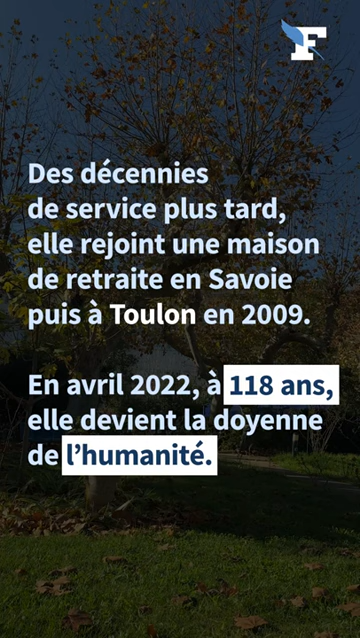 F
Des décennies
de service plus tard,
elle rejoint une maison
de retraite en Savoie
puis à Toulon en 2009.
En avril 2022, à 118 ans,
elle devient la doyenne
de l’humanité.